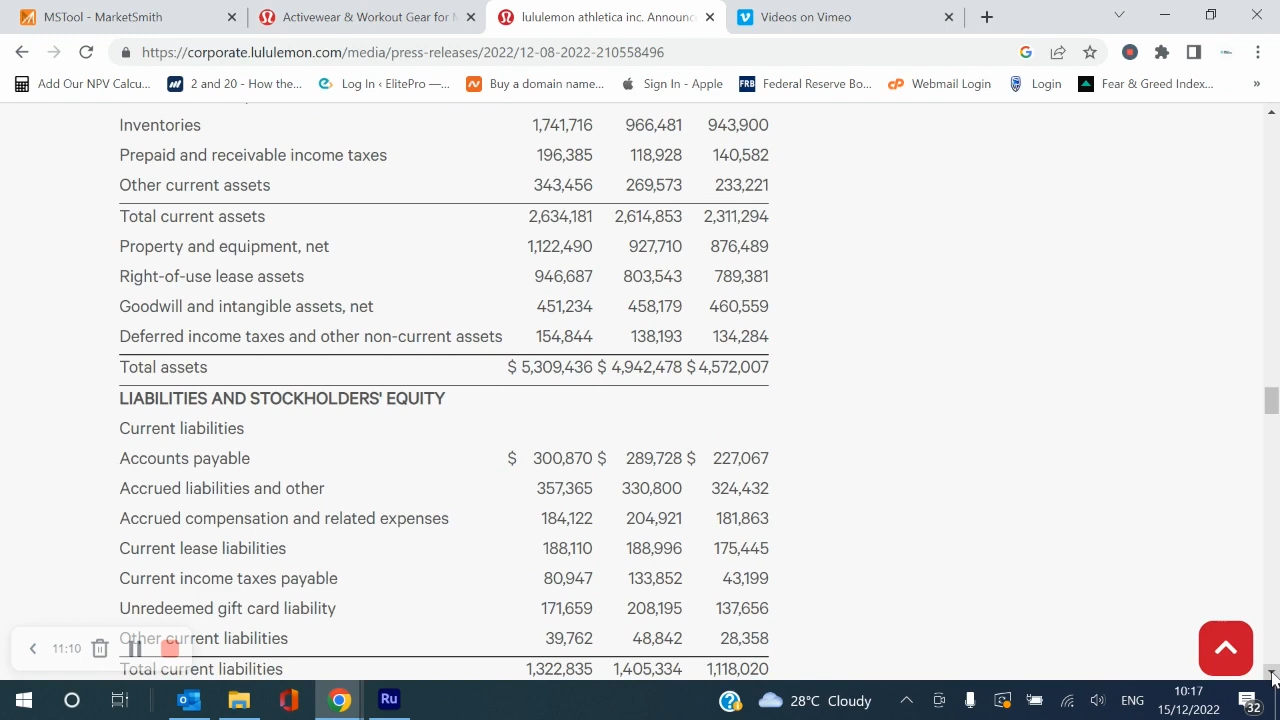 MSTool - MarketSmith
Activewear & Workout Gear for M
lululemon athletica inc. Announc
Videos on Vimeo
https://corporate.lululemon.com/media/press-releases/2022/12-08-2022-210558496
Add Our NPV Calcu...
2 and 20 - How the...
Log In ‹ ElitePro —...
Buy a domain name...
Sign In - Apple
FRB
Federal Reserve Bo...
cP
Webmail Login
Login
Fear & Greed Index...
»
Inventories 1,741,716 966,481 943,900
Prepaid and receivable income taxes 196,385 118,928 140,582
Other current assets 343,456 269,573 233,221
Total current assets 2,634,181 2,614,853 2,311,294
Property and equipment, net 1,122,490 927,710 876,489
Right-of-use lease assets 946,687 803,543 789,381
Goodwill and intangible assets, net 451,234 458,179 460,559
Deferred income taxes and other non-current assets 154,844 138,193 134,284
Total assets $ 5,309,436 $ 4,942,478 $ 4,572,007
LIABILITIES AND STOCKHOLDERS' EQUITY
Current liabilities
Accounts payable $ 300,870 $ 289,728 $ 227,067
Accrued liabilities and other 357,365 330,800 324,432
Accrued compensation and related expenses 184,122 204,921 181,863
Current lease liabilities 188,110 188,996 175,445
Current income taxes payable 80,947 133,852 43,199
Unredeemed gift card liability 171,659 208,195 137,656
Other current liabilities 39,762 48,842 28,358
11:10
Total current liabilities 1,322,835 1,405,334 1,118,020
Ru
28°C Cloudy
ENG
10:17
15/12/2022
32